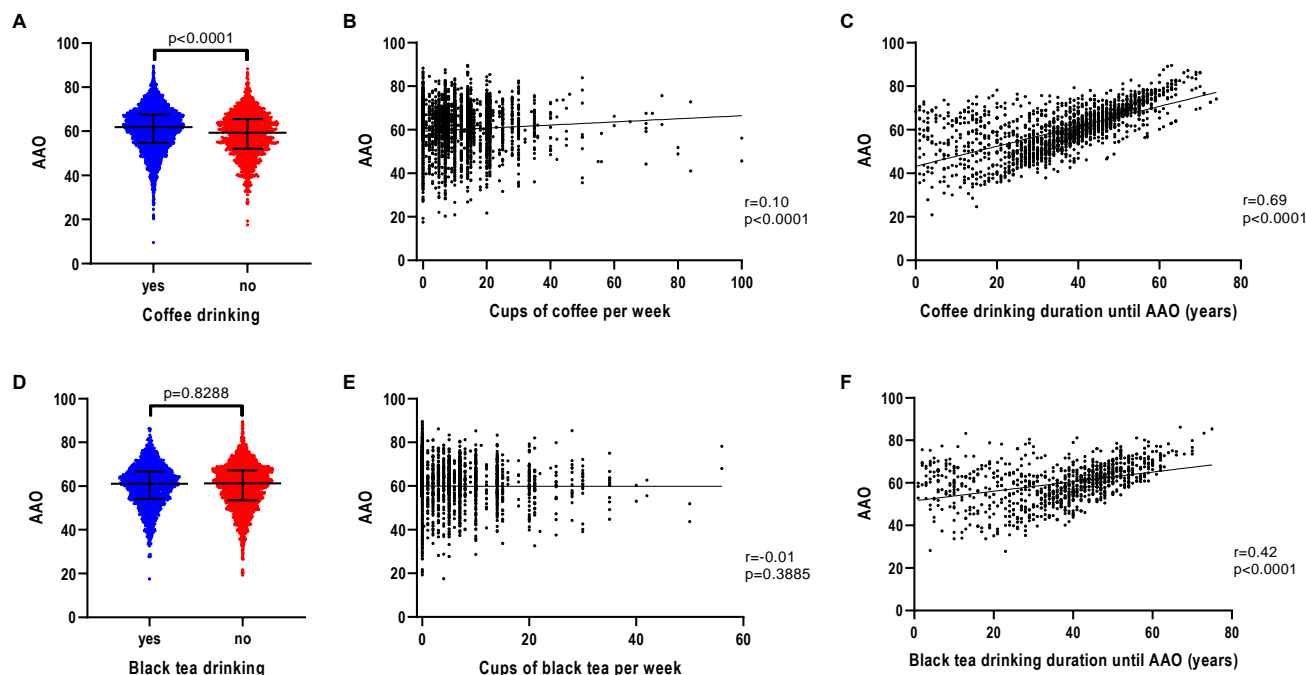 A
p<0.0001
AAO
100
80
60
40
20
0
yes
no
Coffee drinking
B
AAO
100
80
60
40
20
0
0
20
40
60
80
100
Cups of coffee per week
r=0.10
p<0.0001
C
AAO
100
80
60
40
20
0
0
20
40
60
80
Coffee drinking duration until AAO (years)
r=0.69
p<0.0001
D
p=0.8288
AAO
100
80
60
40
20
0
yes
no
Black tea drinking
E
AAO
100
80
60
40
20
0
0
20
40
60
Cups of black tea per week
r=-0.01
p=0.3885
F
AAO
100
80
60
40
20
0
0
20
40
60
80
Black tea drinking duration until AAO (years)
r=0.42
p<0.0001